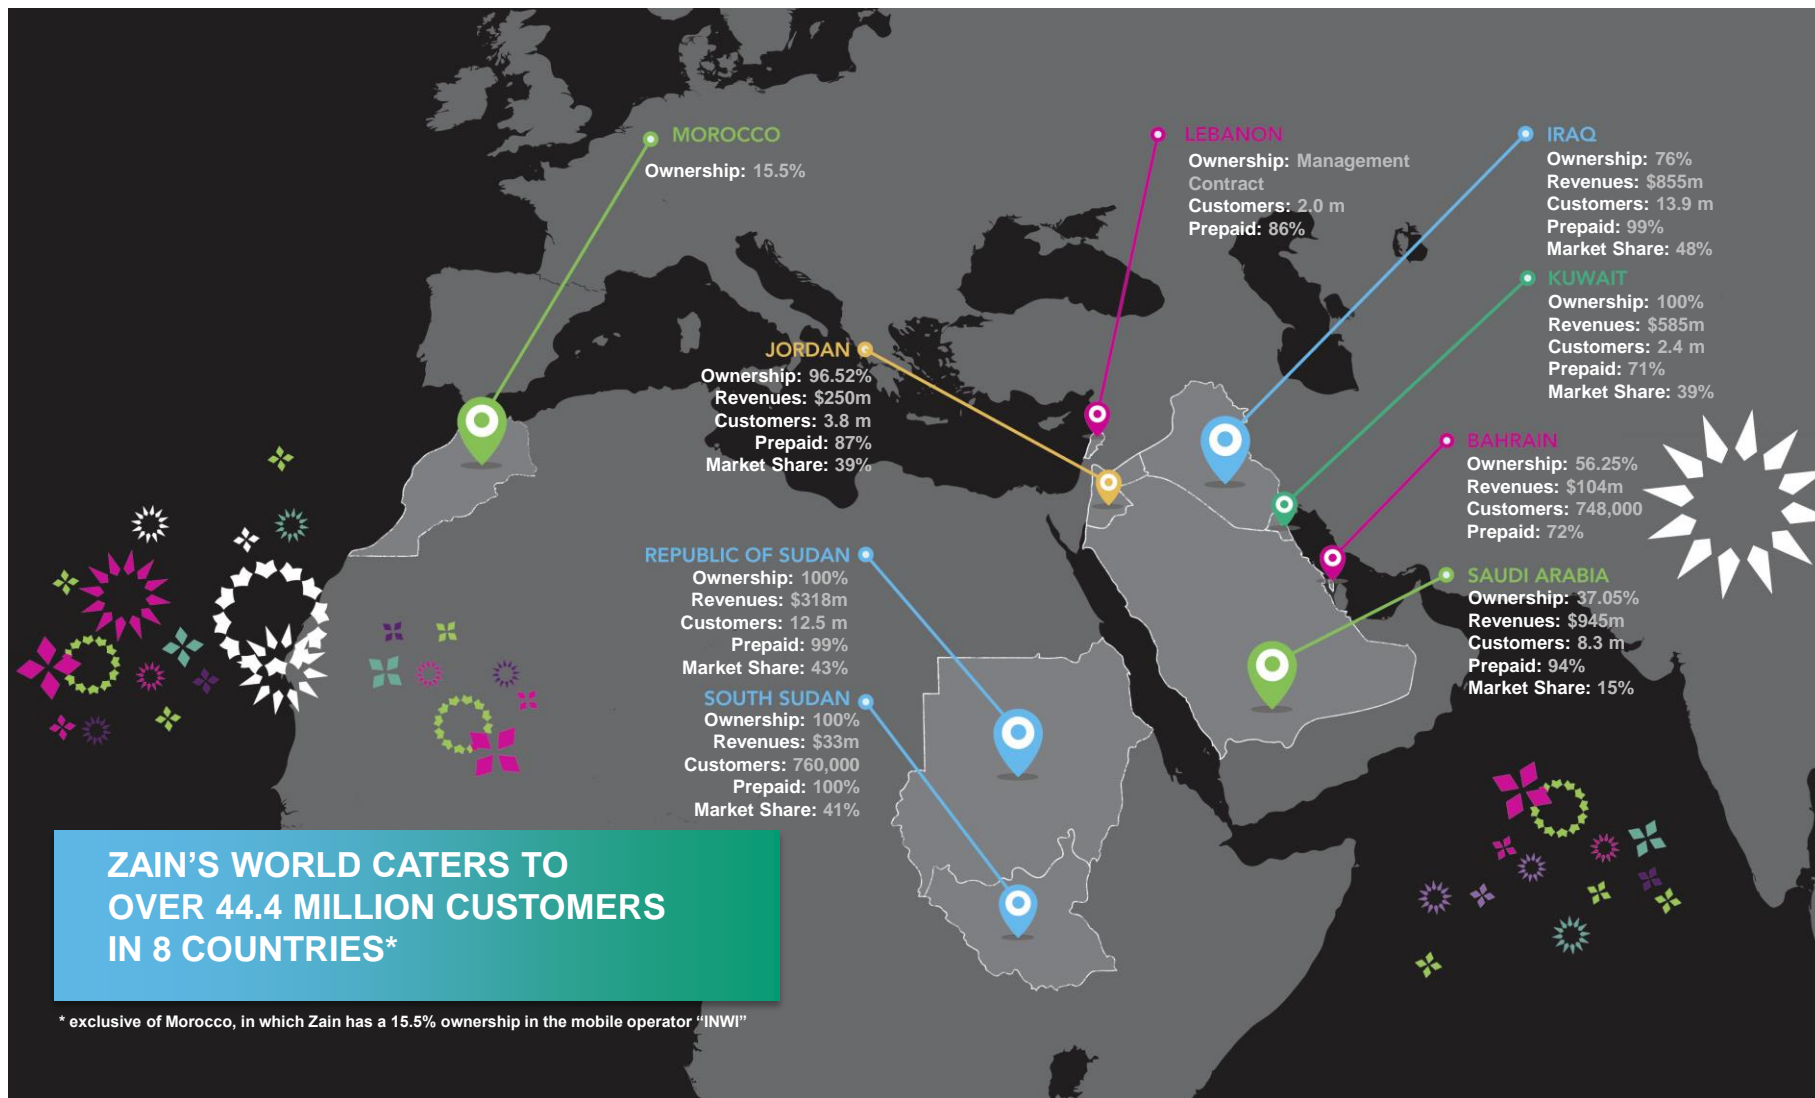 MOROCCO
Ownership: 15.5%
LEBANON
Ownership: Management
Contract
Customers: 2.0 m
Prepaid: 86%
IRAQ
Ownership: 76%
Revenues: $855m
Customers: 13.9 m
Prepaid: 99%
Market Share: 48%
KUWAIT
Ownership: 100%
Revenues: $585m
Customers: 2.4 m
Prepaid: 71%
Market Share: 39%
JORDAN
Ownership: 96.52%
Revenues: $250m
Customers: 3.8 m
Prepaid: 87%
Market Share: 39%
BAHRAIN
Ownership: 56.25%
Revenues: $104m
Customers: 748,000
Prepaid: 72%
REPUBLIC OF SUDAN
Ownership: 100%
Revenues: $318m
Customers: 12.5 m
Prepaid: 99%
Market Share: 43%
SAUDI ARABIA
Ownership: 37.05%
Revenues: $945m
Customers: 8.3 m
Prepaid: 94%
Market Share: 15%
SOUTH SUDAN
Ownership: 100%
Revenues: $33m
Customers: 760,000
Prepaid: 100%
Market Share: 41%
ZAIN’S WORLD CATERS TO
OVER 44.4 MILLION CUSTOMERS
IN 8 COUNTRIES*
* exclusive of Morocco, in which Zain has a 15.5% ownership in the mobile operator “INWI”